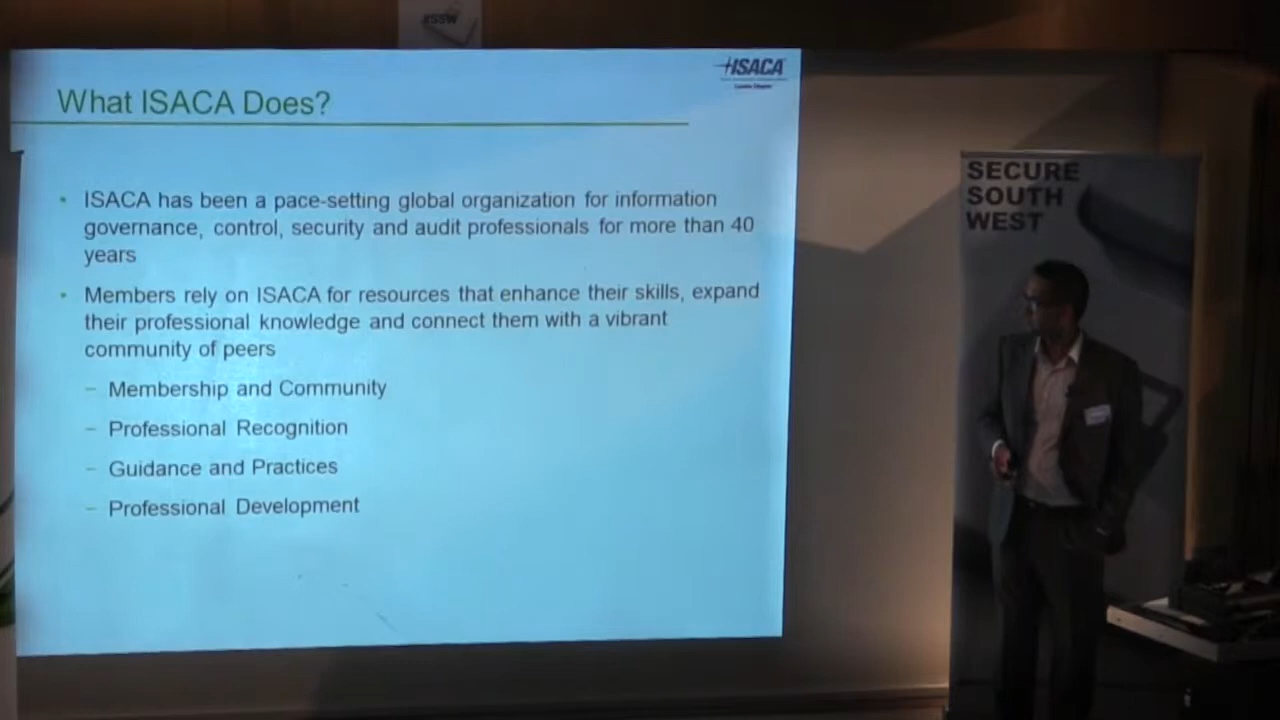 #SSW
ISACA
What ISACA Does?
ISACA has been a pace-setting global organization for information
governance, control, security and audit professionals for more than 40
years
Members rely on ISACA for resources that enhance their skills, expand
their professional knowledge and connect them with a vibrant
community of peers
– Membership and Community
– Professional Recognition
– Guidance and Practices
– Professional Development
SECURE
SOUTH
WEST